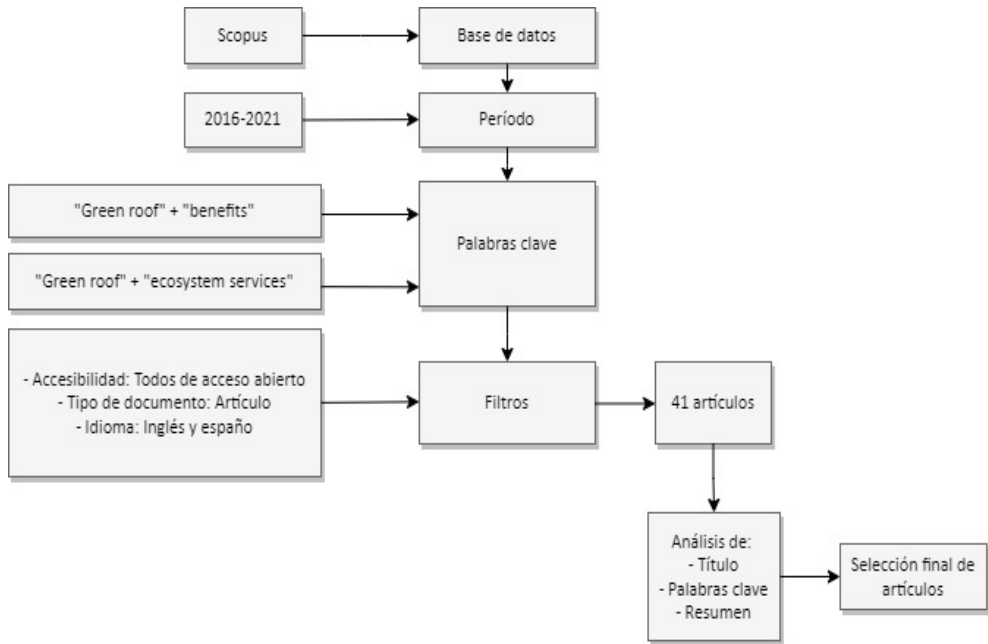 Scopus
Base de datos
2016-2021
Período
"Green roof" + "benefits"
Palabras clave
"Green roof" + "ecosystem services"
- Accesibilidad: Todos de acceso abierto
- Tipo de documento: Artículo
- Idioma: Inglés y españo
Filtros
41 artículos
Análisis de:
- Título
- Palabras clave
- Resumen
Selección final de
artículos